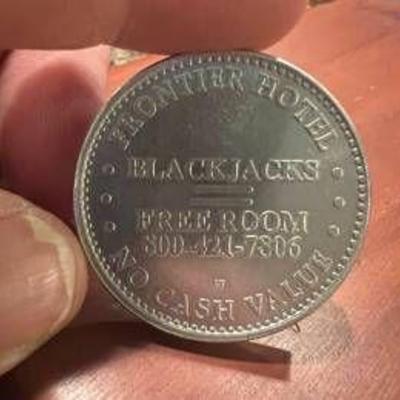 FRONTIER HOTEL
BLACKJACKS
=
FREE ROOM
800-421-7806
NO CASH VALUE